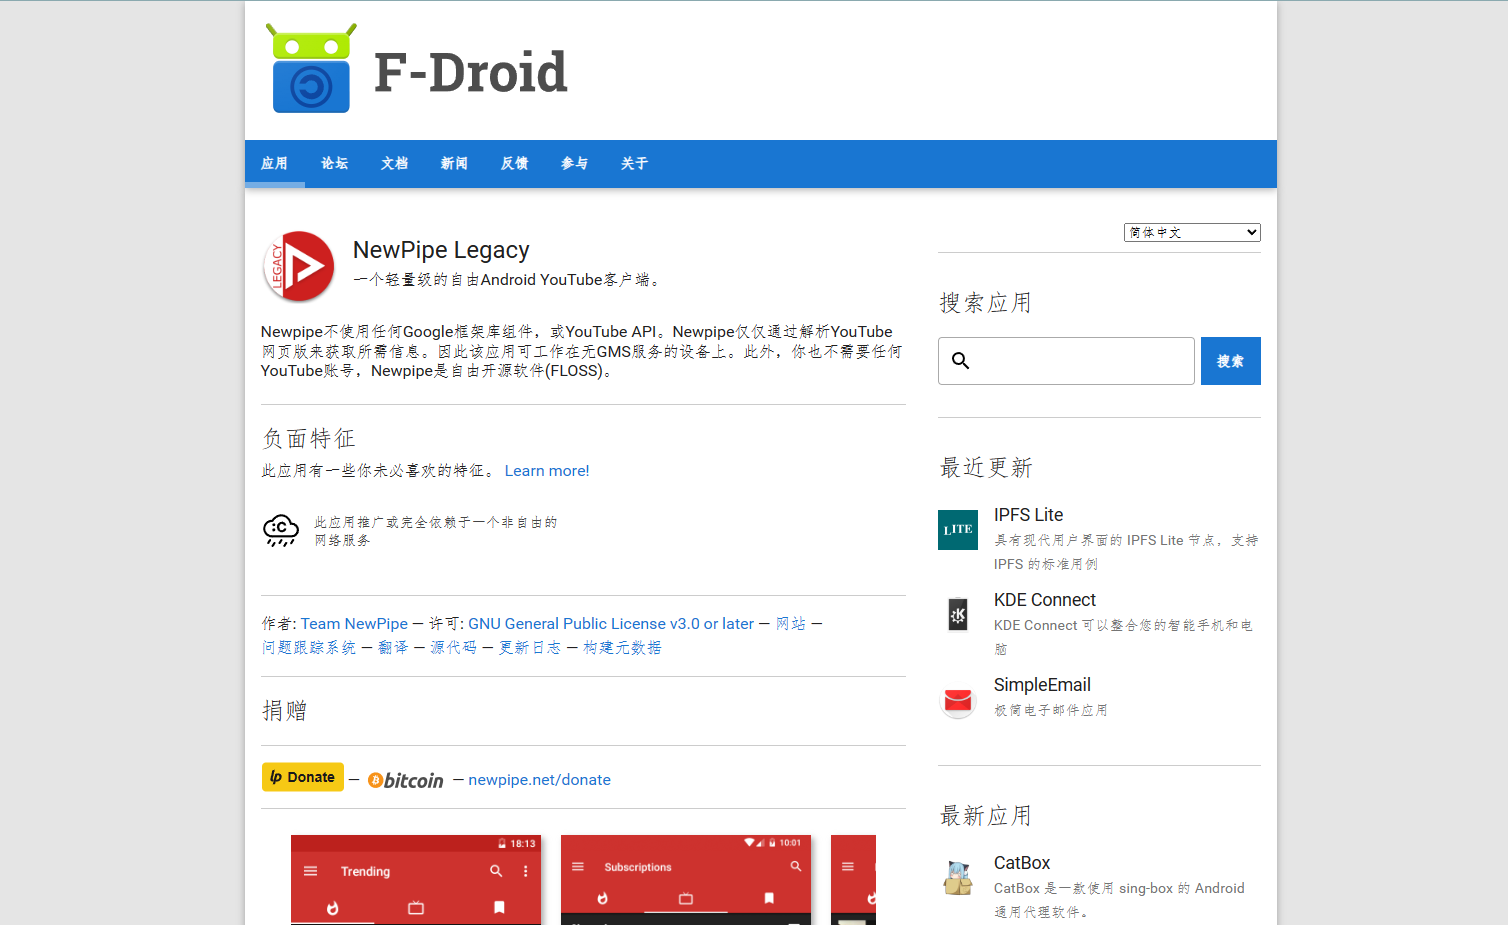 F-Droid
应用 论坛 文档 新闻 反馈 参与 关于
LEGACY
NewPipe Legacy
一个轻量级的自由Android YouTube客户端。
Newpipe不使用任何Google框架库组件，或YouTube API。Newpipe仅仅通过解析YouTube
网页版来获取所需信息。因此该应用可工作在无GMS服务的设备上。此外，你也不需要任何
YouTube账号，Newpipe是自由开源软件(FLOSS)。
负面特征
此应用有一些你未必喜欢的特征。 Learn more!
此应用推广或完全依赖于一个非自由的
网络服务
作者: Team NewPipe — 许可: GNU General Public License v3.0 or later — 网站 —
问题跟踪系统 — 翻译 — 源代码 — 更新日志 — 构建元数据
捐赠
lp Donate — bitcoin — newpipe.net/donate
18:13
Trending
10:01
Subscriptions
简体中文
搜索应用
搜索
最近更新
LITE
IPFS Lite
具有现代用户界面的 IPFS Lite 节点，支持
IPFS 的标准用例
KDE Connect
KDE Connect 可以整合您的智能手机和电
脑
SimpleEmail
极简电子邮件应用
最新应用
CatBox
CatBox 是一款使用 sing-box 的 Android
通用代理软件。